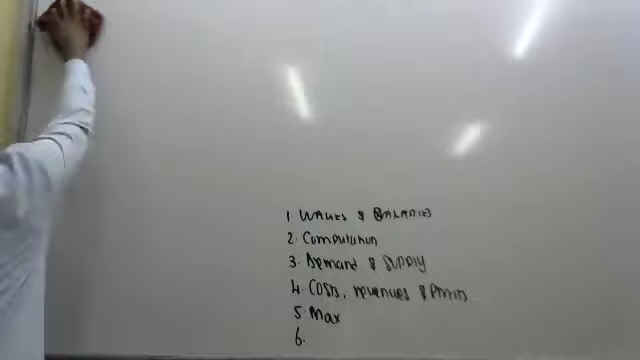 1 WAGES & SALARIES
2. Computation
3. Demand & SUPPLY
4. Costs, revenues & Profits
5. Max
6.